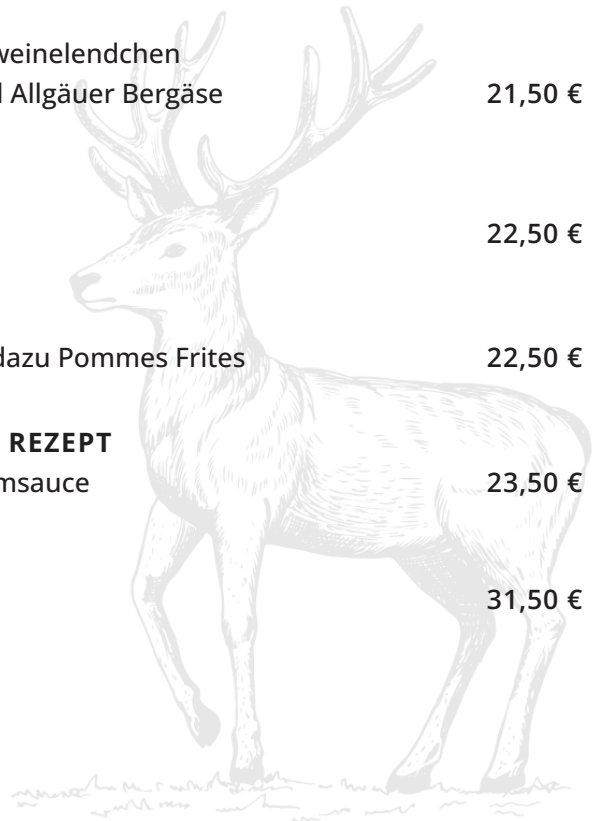 weinelendchen
l Allgäuer Bergäse 21,50 €
22,50 €
dazu Pommes Frites 22,50 €
REZEPT
msauce 23,50 €
31,50 €